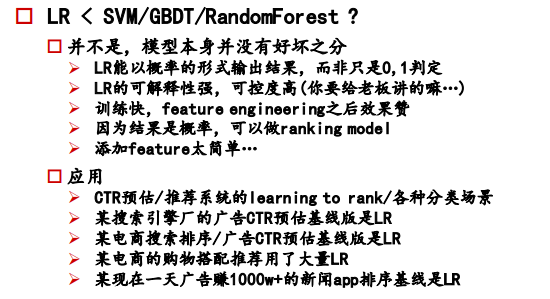 LR < SVM/GBDT/RandomForest ?
并不是，模型本身并没有好坏之分
LR能以概率的形式输出结果，而非只是0,1判定
LR的可解释性强，可控度高(你要给老板讲的嘛…)
训练快，feature engineering之后效果赞
因为结果是概率，可以做ranking model
添加feature太简单…
应用
CTR预估/推荐系统的learning to rank/各种分类场景
某搜索引擎厂的广告CTR预估基线版是LR
某电商搜索排序/广告CTR预估基线版是LR
某电商的购物搭配推荐用了大量LR
某现在一天广告赚1000w+的新闻app排序基线是LR